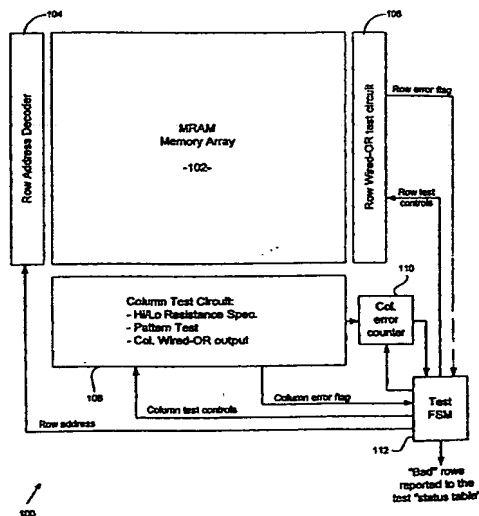 104
106
Row Address Decoder
MRAM
Memory Array
-102-
Row Wired-OR test circuit
Row error flag
Row test
controls
110
Column Test Circuit:
- Hi/Lo Resistance Spec.
- Pattern Test
- Col. Wired-OR output
Col.
error
counter
108
Column test controls
Column error flag
Test
FSM
Row address
112
"Bad" rows
reported to the
test "status table"
100